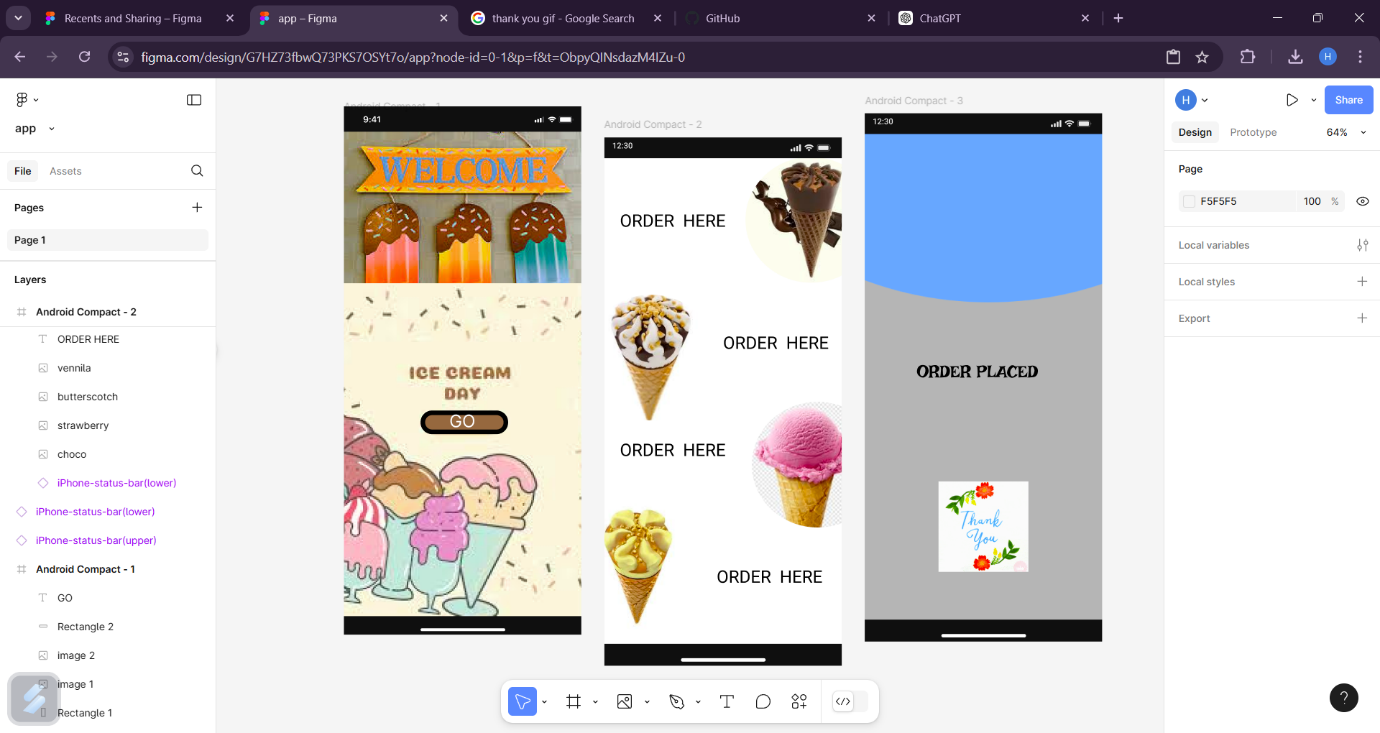 Recents and Sharing – Figma
app – Figma
thank you gif - Google Search
GitHub
ChatGPT
figma.com/design/G7HZ73fbwQ73PKS7OSYt7o/app?node-id=0-1&p=f&t=ObpyQINsdazM4IZu-0
H
app
File
Assets
Pages
Page 1
Layers
Android Compact - 2
ORDER HERE
vennila
butterscotch
strawberry
choco
iPhone-status-bar(lower)
iPhone-status-bar(lower)
iPhone-status-bar(upper)
Android Compact - 1
GO
Rectangle 2
image 2
image 1
Rectangle 1
Android Compact - 1
9:41
WELCOME
ICE CREAM
DAY
GO
Android Compact - 2
12:30
ORDER HERE
ORDER HERE
ORDER HERE
ORDER HERE
Android Compact - 3
12:30
ORDER PLACED
Thank
You
H
Share
Design
Prototype
64%
Page
F5F5F5
100
%
Local variables
Local styles
Export
?